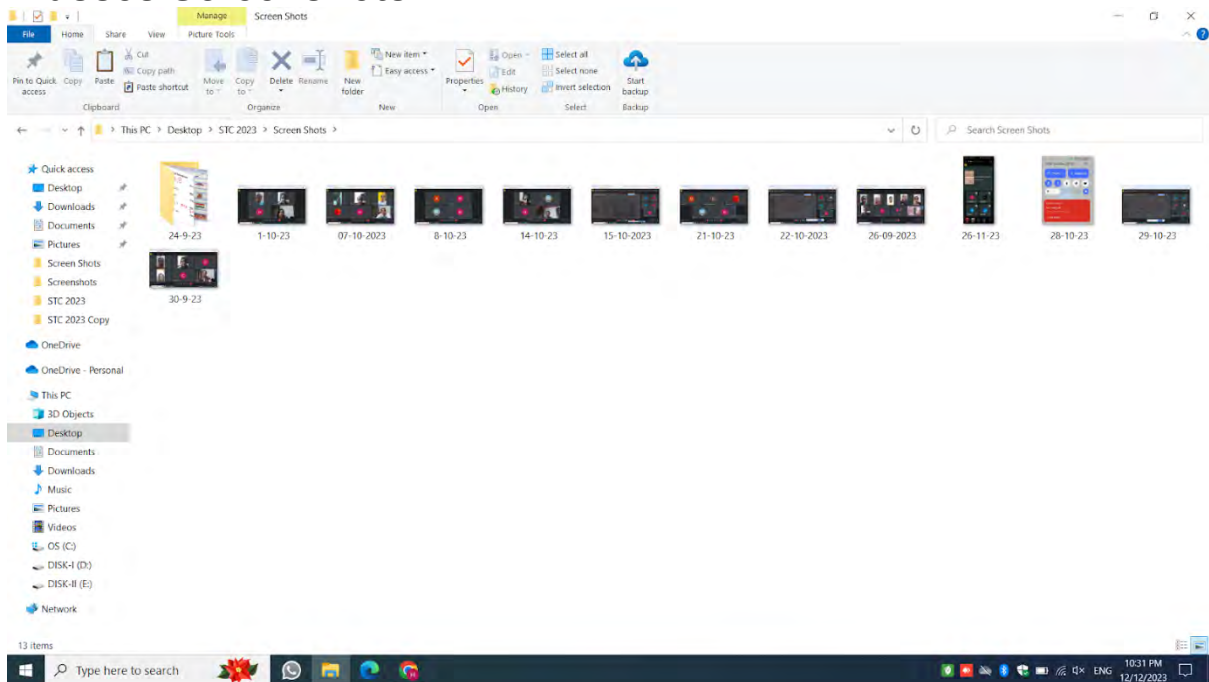 Manage
Screen Shots
File
Home
Share
View
Picture Tools
Pin to Quick access
Copy
Paste
Cut
Copy path
Paste shortcut
Clipboard
Move to
Copy to
Delete
Rename
Organize
New folder
New item
Easy access
New
Properties
Open
Edit
History
Open
Select all
Select none
Invert selection
Select
Start backup
Backup
This PC > Desktop > STC 2023 > Screen Shots >
Search Screen Shots
Quick access
Desktop
Downloads
Documents
Pictures
Screen Shots
Screenshots
STC 2023
STC 2023 Copy
OneDrive
OneDrive - Personal
This PC
3D Objects
Desktop
Documents
Downloads
Music
Pictures
Videos
OS (C:)
DISK-I (D:)
DISK-II (E:)
Network
24-9-23
1-10-23
07-10-2023
8-10-23
14-10-23
15-10-2023
21-10-23
22-10-2023
26-09-2023
26-11-23
28-10-23
29-10-23
30-9-23
13 items
Type here to search
ENG
10:31 PM
12/12/2023